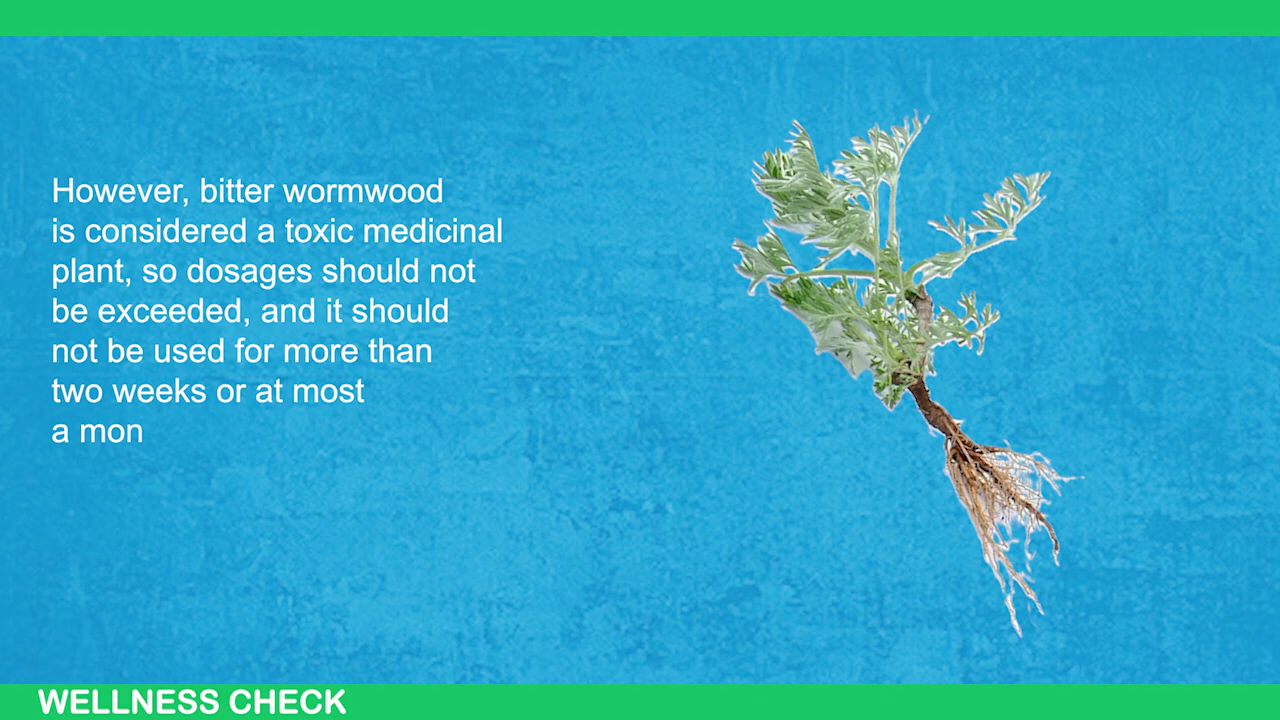 However, bitter wormwood
is considered a toxic medicinal
plant, so dosages should not
be exceeded, and it should
not be used for more than
two weeks or at most
a mon
WELLNESS CHECK